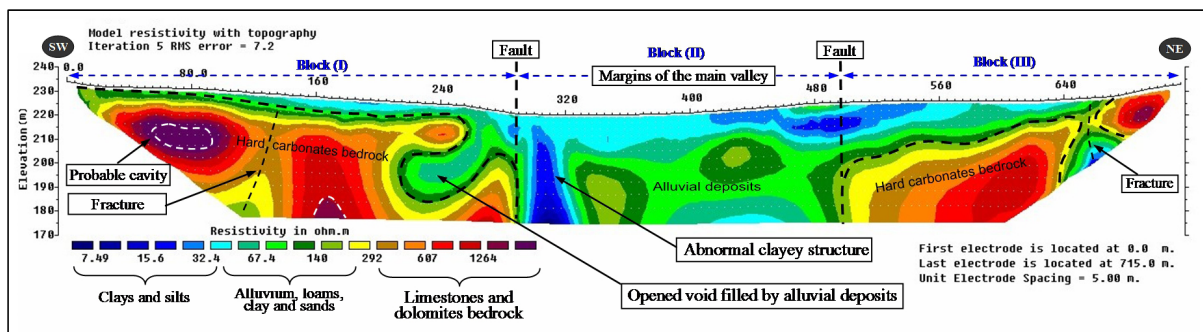 Model resistivity with topography
Iteration 5 RMS error = 7.2
SW
NE
Fault
Fault
Block (I)
Block (II)
Block (III)
Margins of the main valley
0.0
80.0
160
240
320
400
480
560
640
m.
Elevation(m)
240
230
220
210
200
190
180
170
Hard carbonates bedrock
Probable cavity
Fracture
Alluvial deposits
Hard carbonates bedrock
Fracture
Abnormal clayey structure
Opened void filled by alluvial deposits
Resistivity in ohm.m
7.49 15.6 32.4 67.4 140 292 607 1264
Clays and silts
Alluvium, loams,
clay and sands
Limestones and
dolomites bedrock
First electrode is located at 0.0 m.
Last electrode is located at 715.0 m.
Unit Electrode Spacing = 5.00 m.